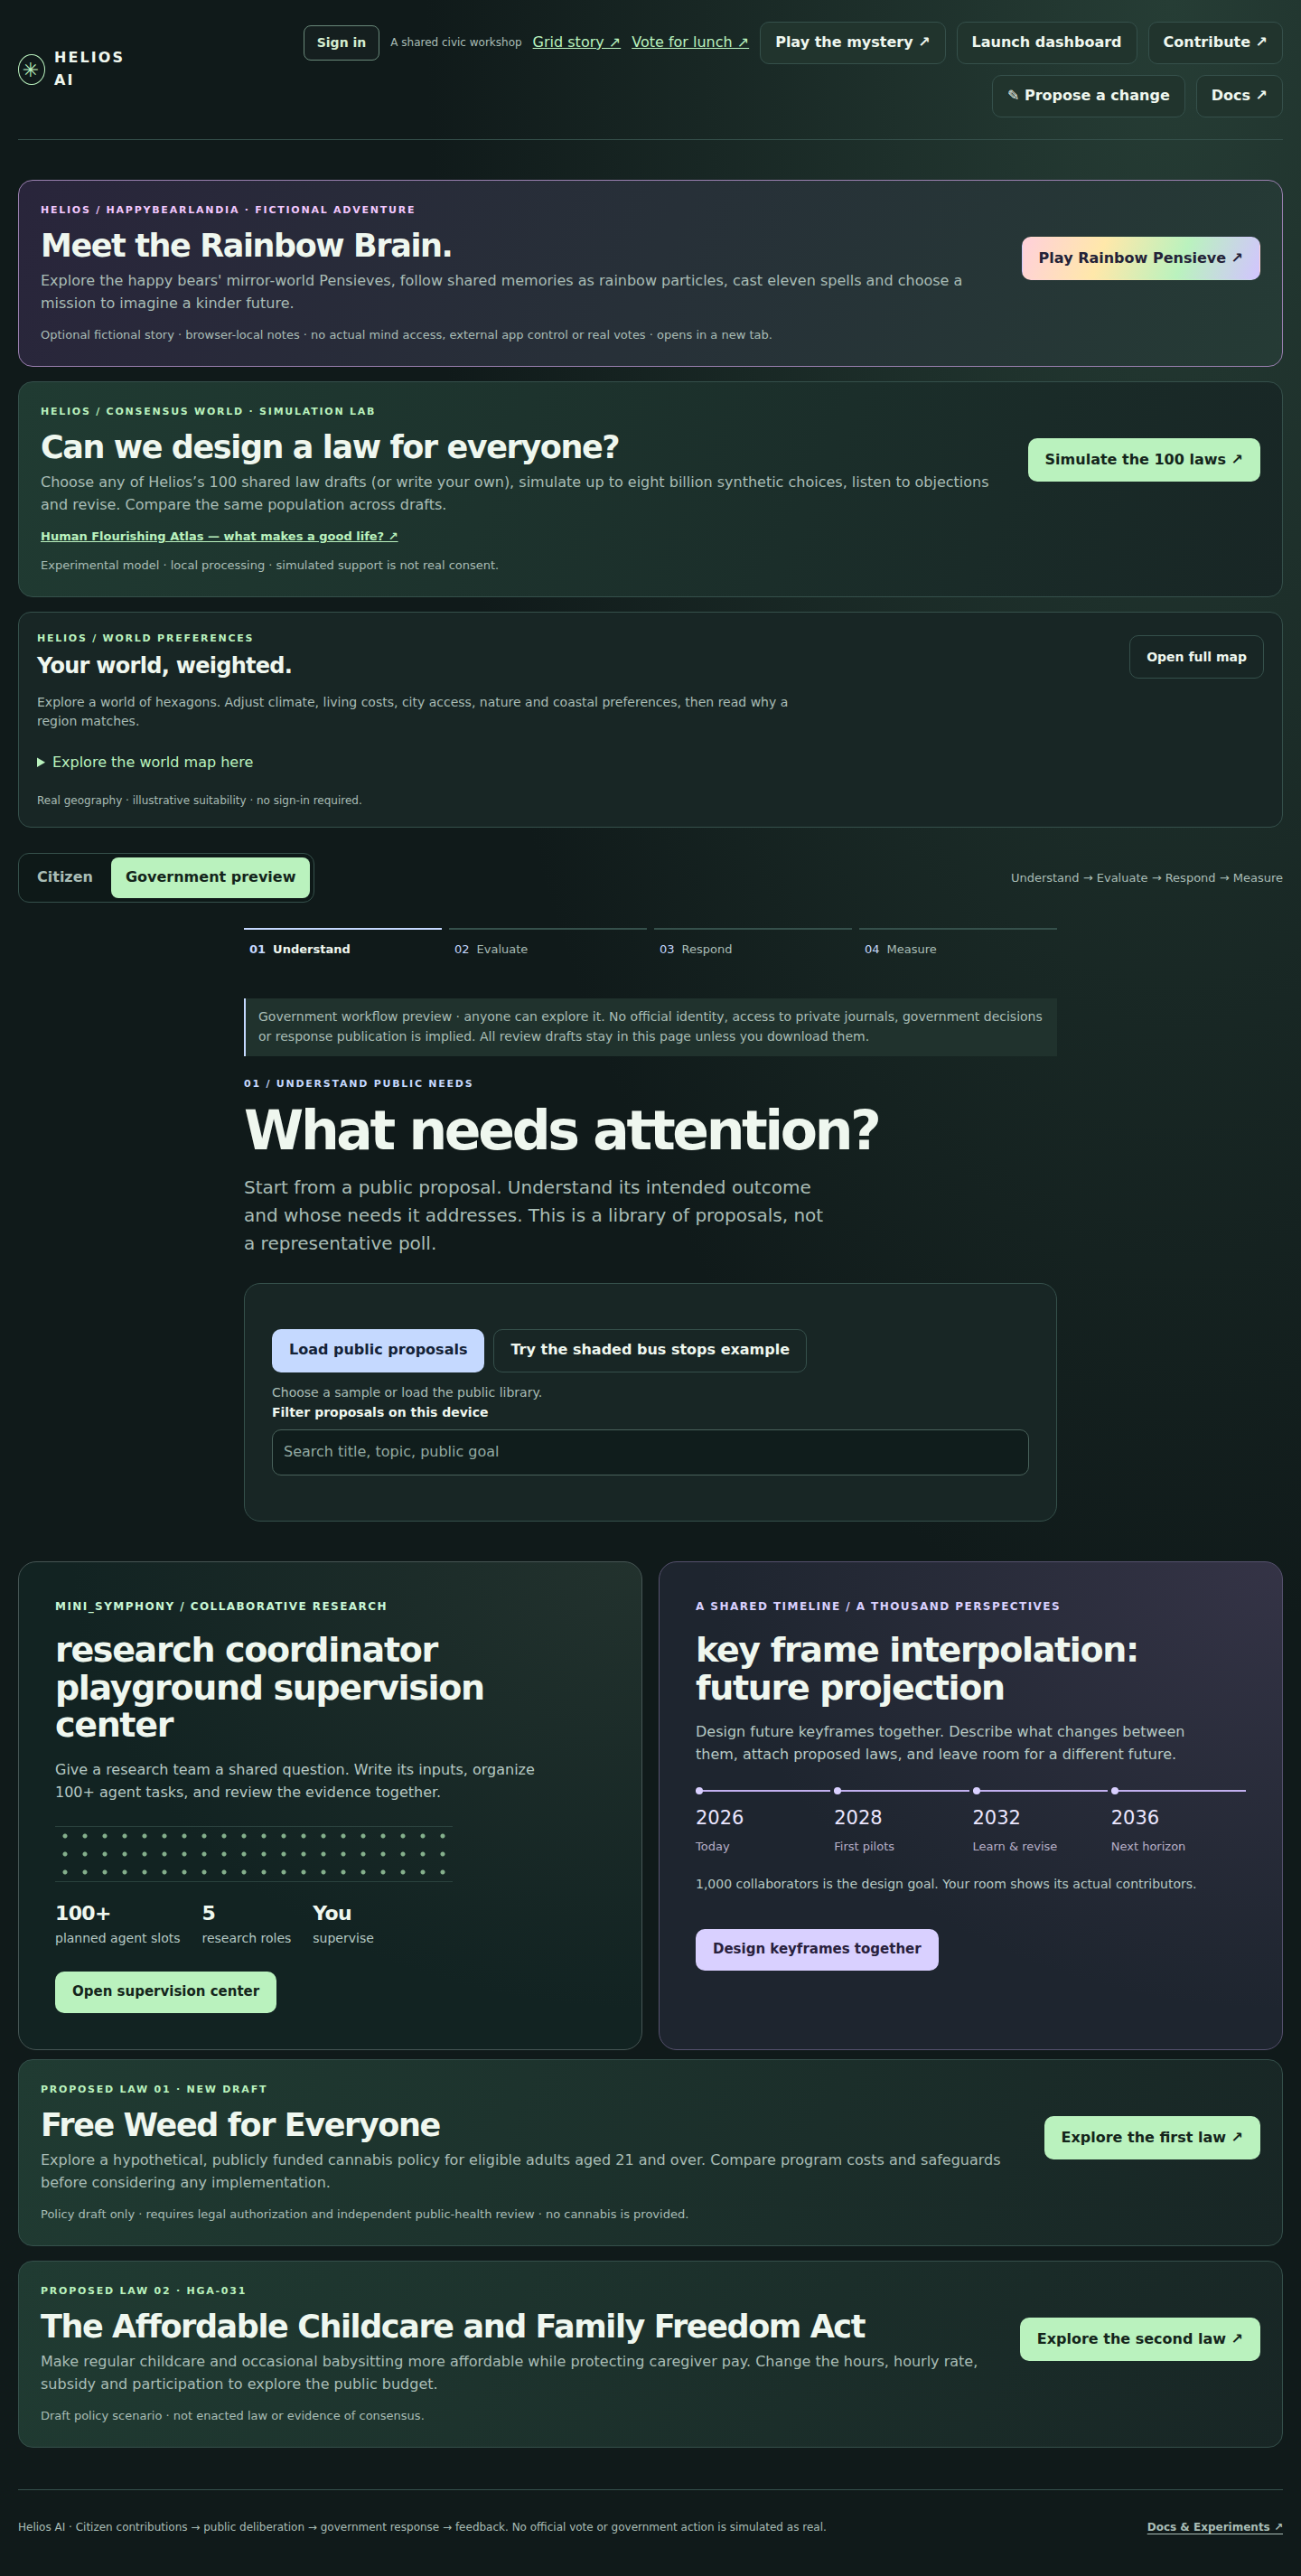 HELIOS
AI
Sign in
A shared civic workshop
Grid story ↗
Vote for lunch ↗
Play the mystery ↗
Launch dashboard
Contribute ↗
✎ Propose a change
Docs ↗
HELIOS / HAPPYBEARLANDIA · FICTIONAL ADVENTURE
Meet the Rainbow Brain.
Explore the happy bears' mirror-world Pensieves, follow shared memories as rainbow particles, cast eleven spells and choose a
mission to imagine a kinder future.
Optional fictional story · browser-local notes · no actual mind access, external app control or real votes · opens in a new tab.
Play Rainbow Pensieve ↗
HELIOS / CONSENSUS WORLD · SIMULATION LAB
Can we design a law for everyone?
Choose any of Helios’s 100 shared law drafts (or write your own), simulate up to eight billion synthetic choices, listen to objections
and revise. Compare the same population across drafts.
Human Flourishing Atlas — what makes a good life? ↗
Experimental model · local processing · simulated support is not real consent.
Simulate the 100 laws ↗
HELIOS / WORLD PREFERENCES
Your world, weighted.
Explore a world of hexagons. Adjust climate, living costs, city access, nature and coastal preferences, then read why a
region matches.
▶ Explore the world map here
Real geography · illustrative suitability · no sign-in required.
Open full map
Citizen
Government preview
Understand → Evaluate → Respond → Measure
01 Understand
02 Evaluate
03 Respond
04 Measure
Government workflow preview · anyone can explore it. No official identity, access to private journals, government decisions
or response publication is implied. All review drafts stay in this page unless you download them.
01 / UNDERSTAND PUBLIC NEEDS
What needs attention?
Start from a public proposal. Understand its intended outcome
and whose needs it addresses. This is a library of proposals, not
a representative poll.
Load public proposals
Try the shaded bus stops example
Choose a sample or load the public library.
Filter proposals on this device
Search title, topic, public goal
MINI_SYMPHONY / COLLABORATIVE RESEARCH
research coordinator
playground supervision
center
Give a research team a shared question. Write its inputs, organize
100+ agent tasks, and review the evidence together.
100+
planned agent slots
5
research roles
You
supervise
Open supervision center
A SHARED TIMELINE / A THOUSAND PERSPECTIVES
key frame interpolation:
future projection
Design future keyframes together. Describe what changes between
them, attach proposed laws, and leave room for a different future.
2026
Today
2028
First pilots
2032
Learn & revise
2036
Next horizon
1,000 collaborators is the design goal. Your room shows its actual contributors.
Design keyframes together
PROPOSED LAW 01 · NEW DRAFT
Free Weed for Everyone
Explore a hypothetical, publicly funded cannabis policy for eligible adults aged 21 and over. Compare program costs and safeguards
before considering any implementation.
Policy draft only · requires legal authorization and independent public-health review · no cannabis is provided.
Explore the first law ↗
PROPOSED LAW 02 · HGA-031
The Affordable Childcare and Family Freedom Act
Make regular childcare and occasional babysitting more affordable while protecting caregiver pay. Change the hours, hourly rate,
subsidy and participation to explore the public budget.
Draft policy scenario · not enacted law or evidence of consensus.
Explore the second law ↗
Helios AI · Citizen contributions → public deliberation → government response → feedback. No official vote or government action is simulated as real.
Docs & Experiments ↗